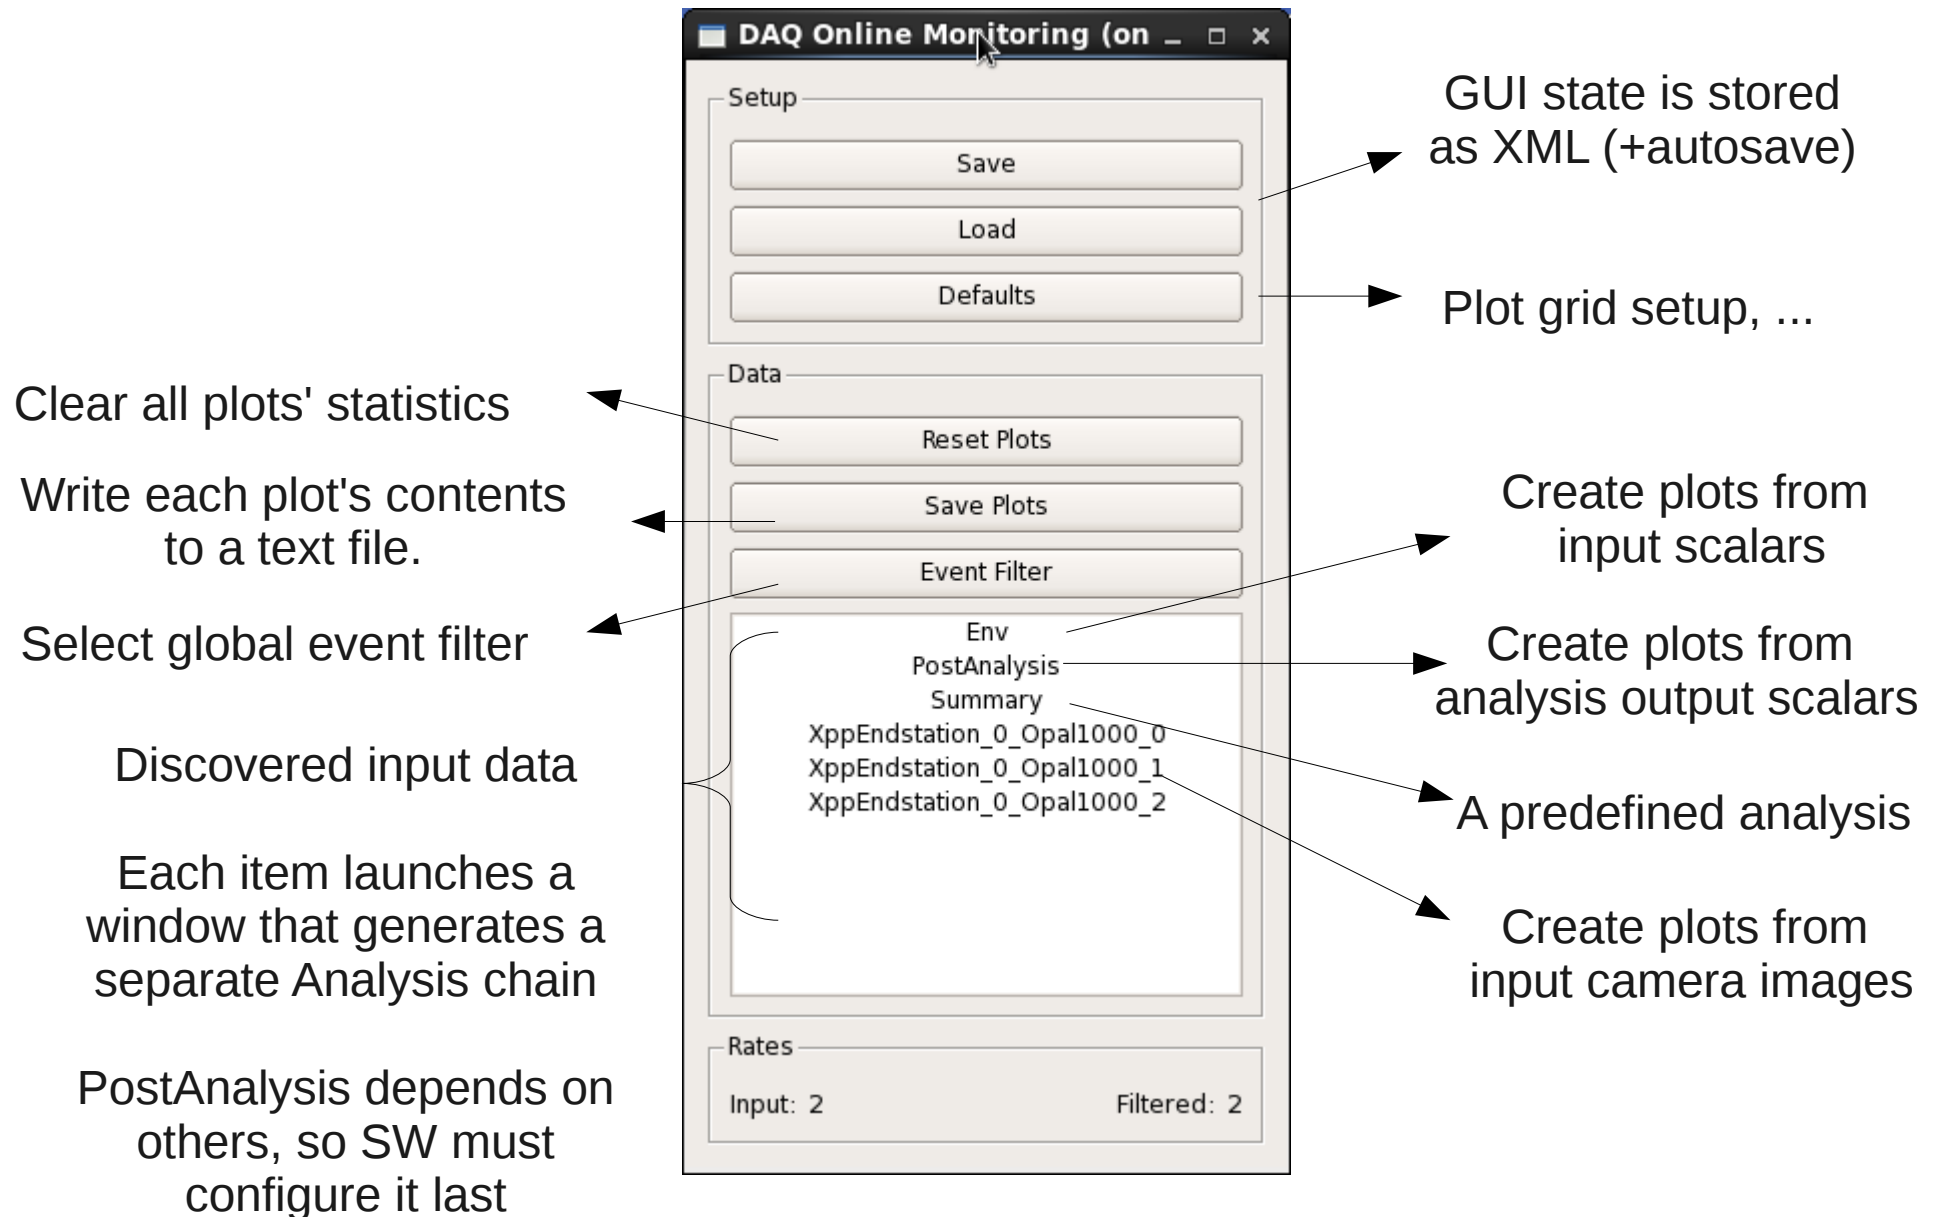 DAQ Online Monitoring (on
Setup
Save
Load
Defaults
GUI state is stored
as XML (+autosave)
Plot grid setup, ...
Data
Reset Plots
Save Plots
Event Filter
Clear all plots' statistics
Write each plot's contents
to a text file.
Select global event filter
Env
PostAnalysis
Summary
XppEndstation_0_Opal1000_0
XppEndstation_0_Opal1000_1
XppEndstation_0_Opal1000_2
Create plots from
input scalars
Create plots from
analysis output scalars
A predefined analysis
Create plots from
input camera images
Discovered input data
Each item launches a
window that generates a
separate Analysis chain
PostAnalysis depends on
others, so SW must
configure it last
Rates
Input: 2
Filtered: 2